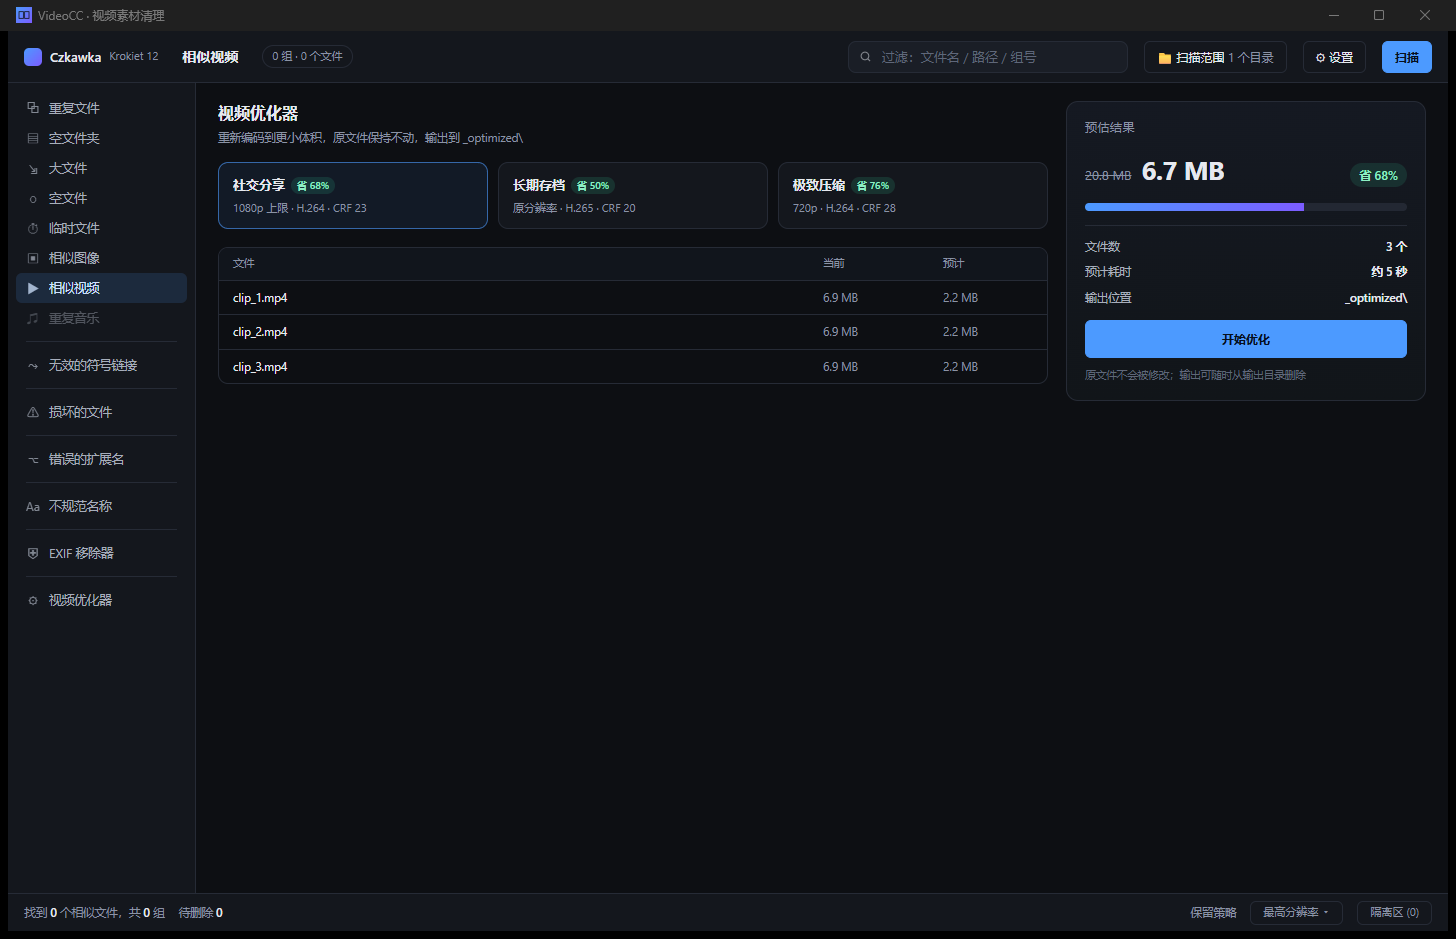 VideoCC · 视频素材清理
Czkawka Krokiet 12 相似视频 0 组 · 0 个文件 过滤：文件名 / 路径 / 组号 扫描范围 1 个目录 设置 扫描
重复文件
空文件夹
大文件
空文件
临时文件
相似图像
相似视频
重复音乐
无效的符号链接
损坏的文件
错误的扩展名
Aa 不规范名称
EXIF 移除器
视频优化器
视频优化器
重新编码到更小体积，原文件保持不动，输出到 _optimized\
社交分享 省 68%
1080p 上限 · H.264 · CRF 23
长期存档 省 50%
原分辨率 · H.265 · CRF 20
极致压缩 省 76%
720p · H.264 · CRF 28
文件 当前 预计
clip_1.mp4 6.9 MB 2.2 MB
clip_2.mp4 6.9 MB 2.2 MB
clip_3.mp4 6.9 MB 2.2 MB
预估结果
20.8 MB 6.7 MB 省 68%
文件数 3 个
预计耗时 约 5 秒
输出位置 _optimized\
开始优化
原文件不会被修改；输出可随时从输出目录删除
找到 0 个相似文件，共 0 组 待删除 0 保留策略 最高分辨率 隔离区 (0)